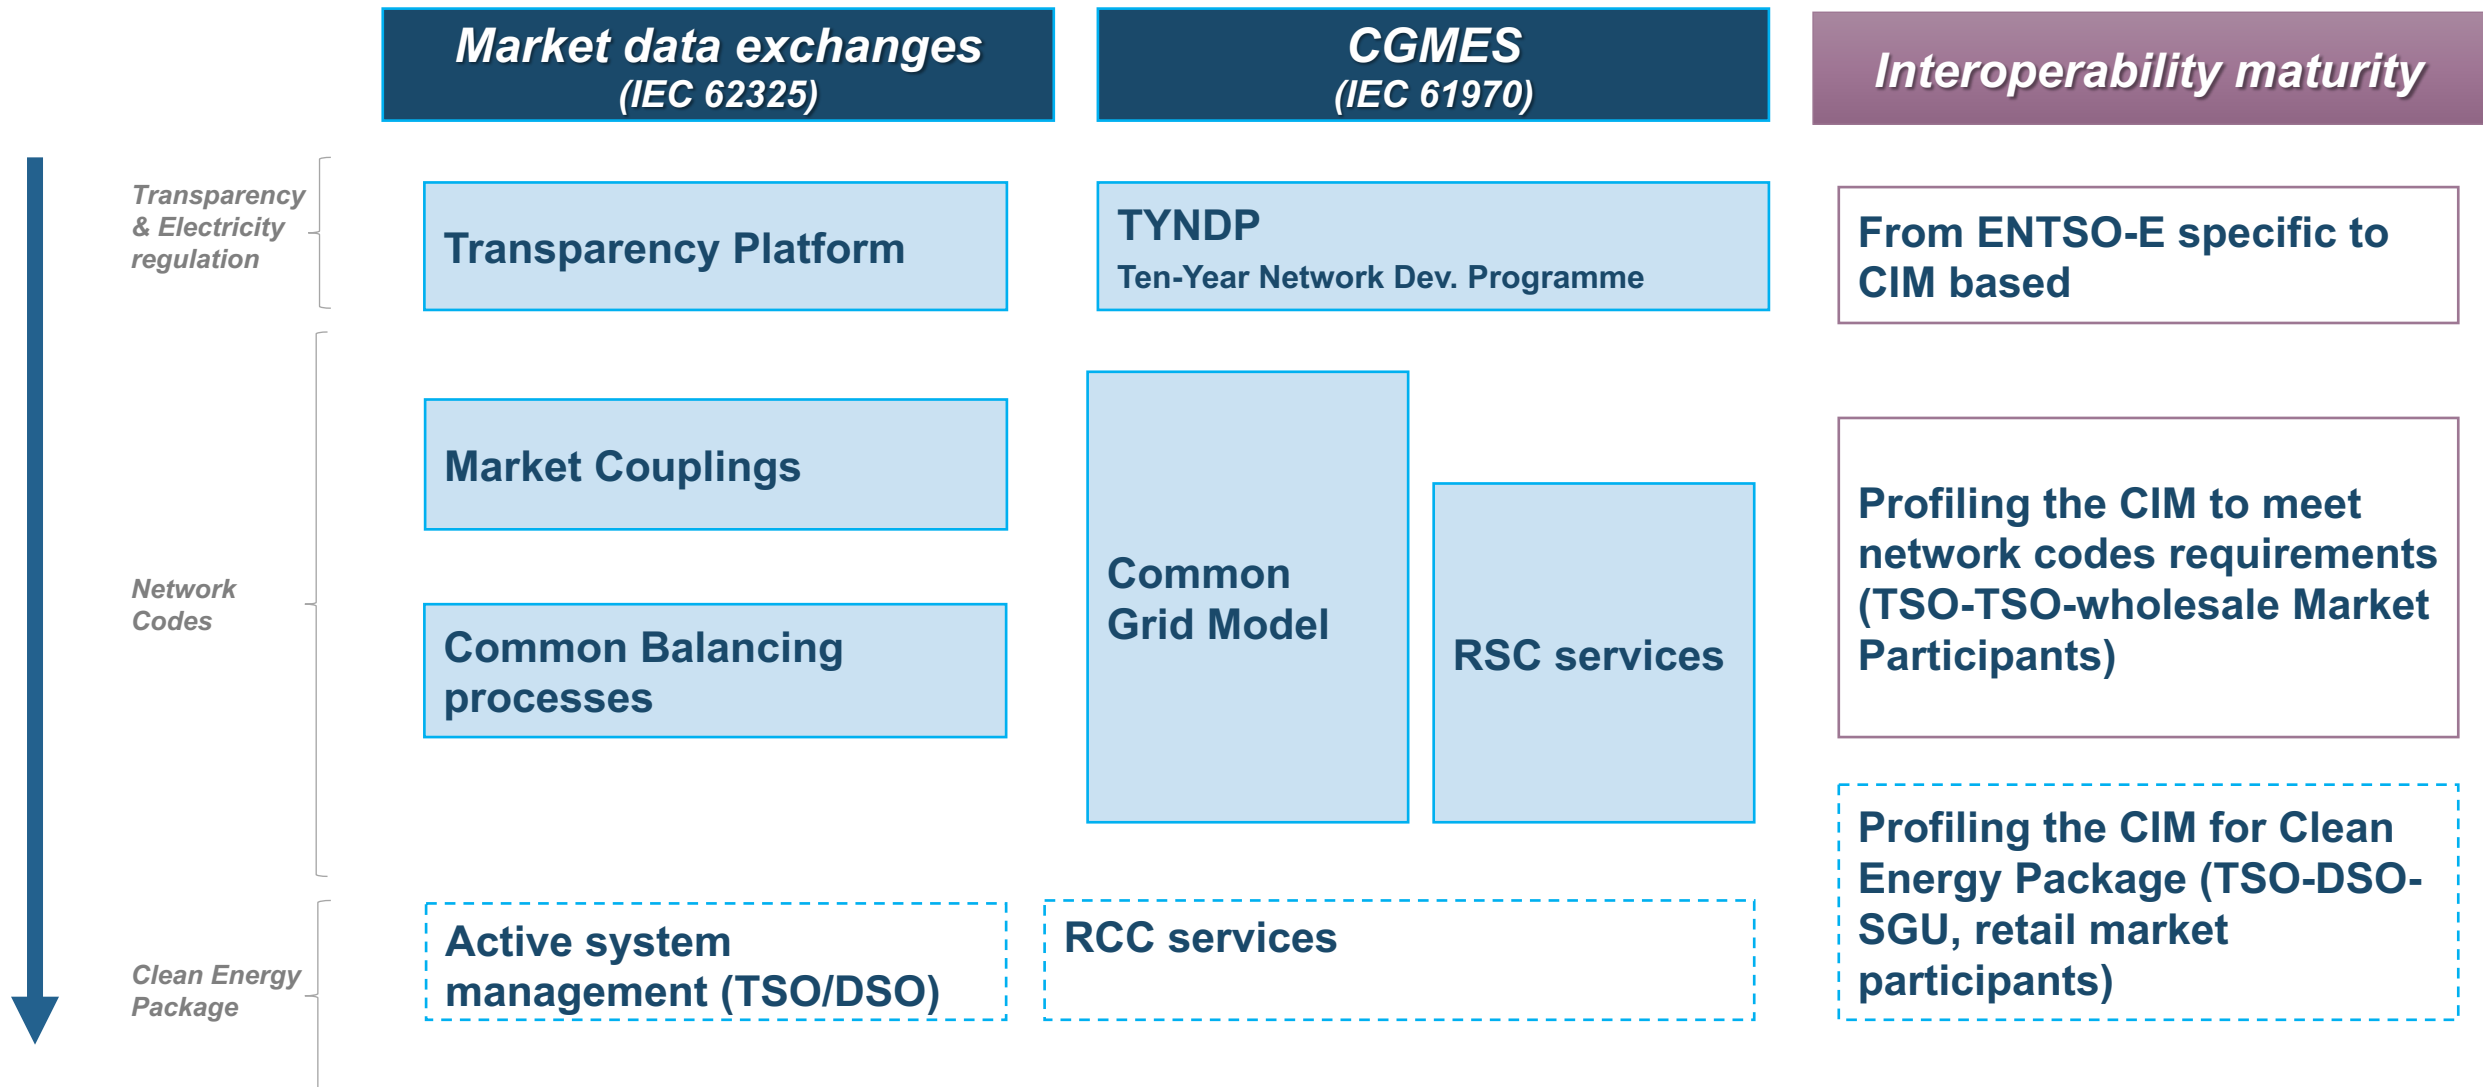 Market data exchanges
(IEC 62325)
CGMES
(IEC 61970)
Interoperability maturity
Transparency
& Electricity
regulation
Transparency Platform
TYNDP
Ten-Year Network Dev. Programme
From ENTSO-E specific to
CIM based
Network
Codes
Market Couplings
Common Balancing
processes
Common
Grid Model
RSC services
Profiling the CIM to meet
network codes requirements
(TSO-TSO-wholesale Market
Participants)
Clean Energy
Package
Active system
management (TSO/DSO)
RCC services
Profiling the CIM for Clean
Energy Package (TSO-DSO-
SGU, retail market
participants)